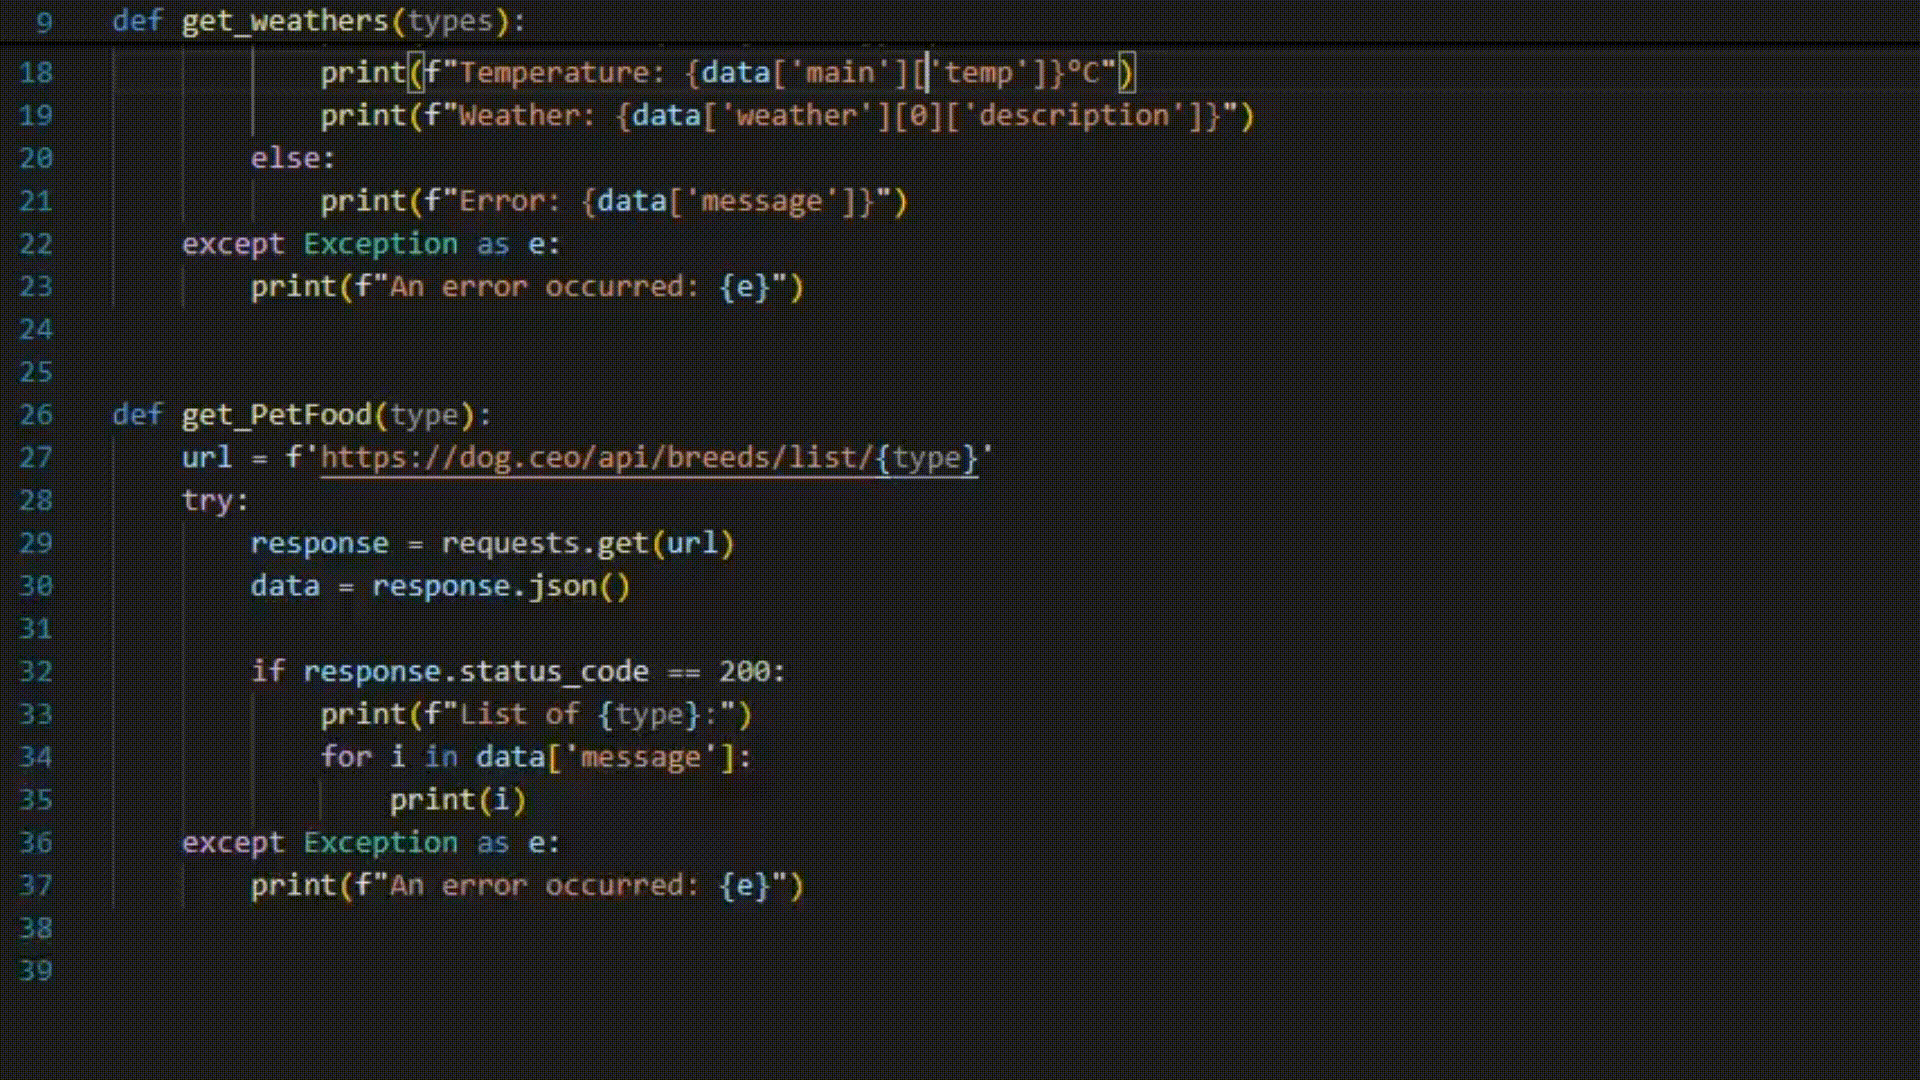 9 def get_weathers(types):
18 print(f"Temperature: {data['main']['temp']}°C")
19 print(f"Weather: {data['weather'][0]['description']}")
20 else:
21 print(f"Error: {data['message']}")
22 except Exception as e:
23 print(f"An error occurred: {e}")
24
25
26 def get_PetFood(type):
27 url = f'https://dog.ceo/api/breeds/list/{type}'
28 try:
29 response = requests.get(url)
30 data = response.json()
31
32 if response.status_code == 200:
33 print(f"List of {type}:")
34 for i in data['message']:
35 print(i)
36 except Exception as e:
37 print(f"An error occurred: {e}")
38
39